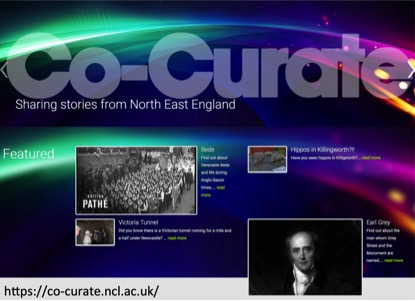 Co-Curate
Sharing stories from North East England
Featured
BRITISH
PATHÉ
Bede
Find out about
Venerable Bede
and life during
Anglo-Saxon
times... read
more
Hippos in Killingworth?!!
Have you seen hippos in Killingworth?... read more
Victoria Tunnel
Did you know there is a Victorian tunnel running for a mile and
a half under Newcastle? ... read more
Earl Grey
Find out about the
man whom Grey
Street and the
Monument are
named.... read
more
https://co-curate.ncl.ac.uk/